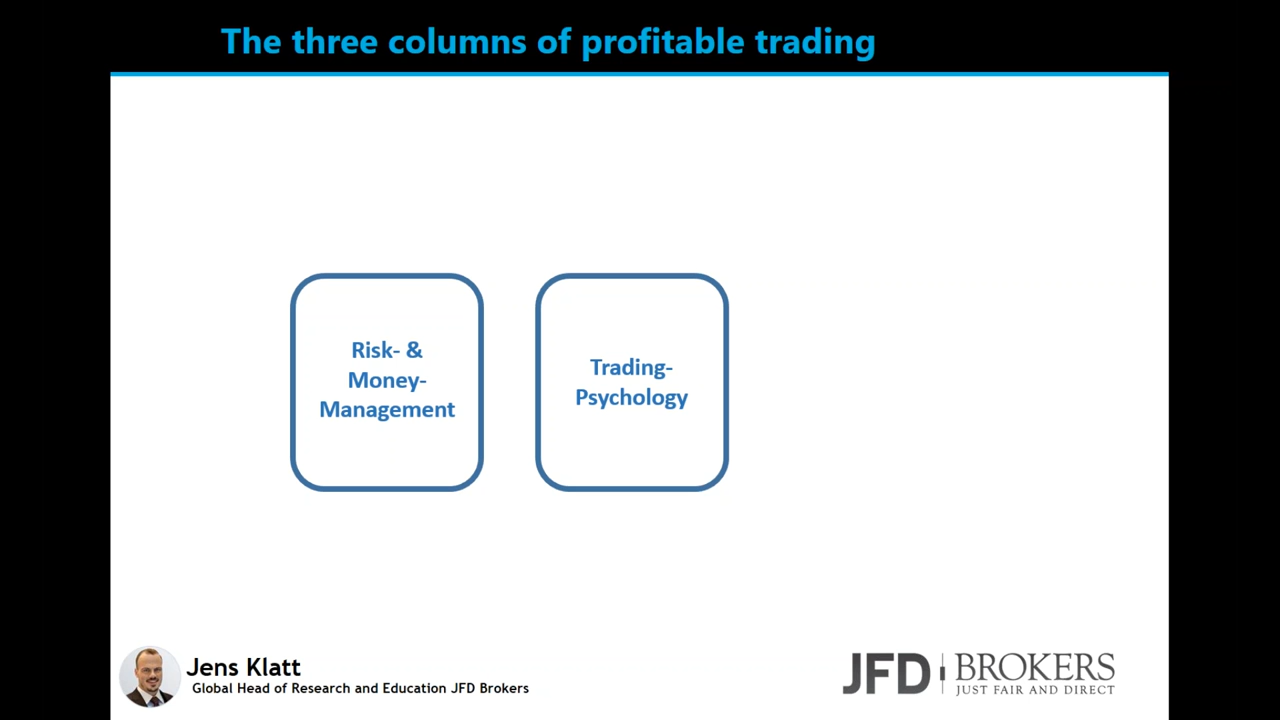 The three columns of profitable trading
Risk- &
Money-
Management
Trading-
Psychology
Jens Klatt
Global Head of Research and Education JFD Brokers
JFD BROKERS
JUST FAIR AND DIRECT